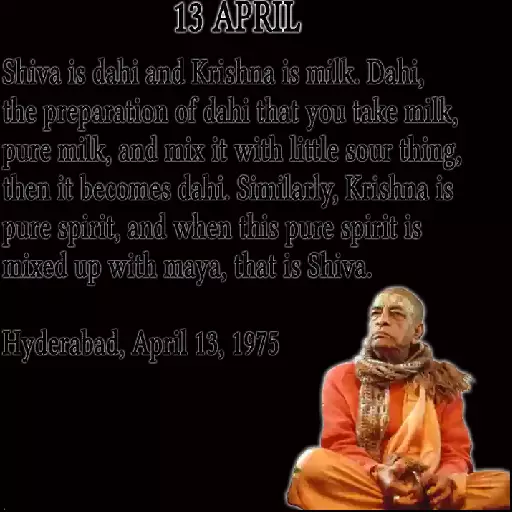 13 APRIL
Shiva is dahi and Krishna is milk. Dahi,
the preparation of dahi that you take milk,
pure milk, and mix it with little sour thing,
then it becomes dahi. Similarly, Krishna is
pure spirit, and when this pure spirit is
mixed up with maya, that is Shiva.
Hyderabad, April 13, 1975